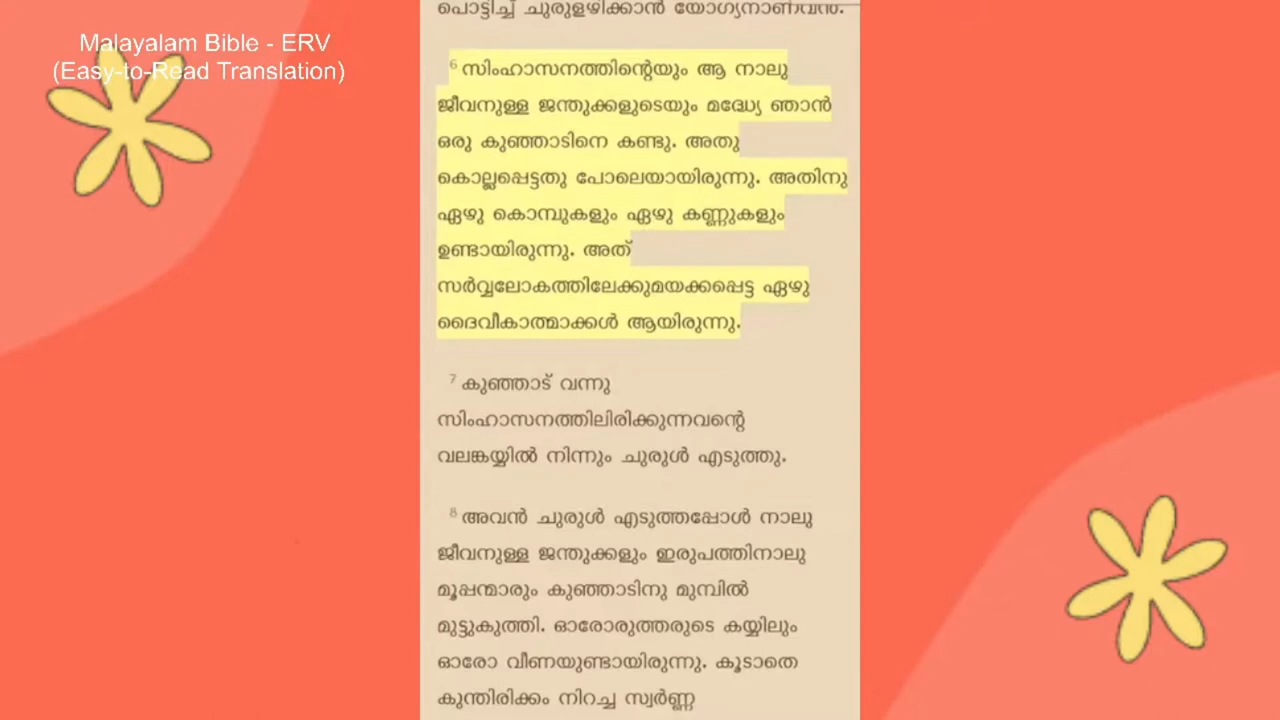 Malayalam Bible - ERV
(Easy-to-Read Translation)
പൊട്ടിച്ച് ചുരുളഴിക്കാൻ യോഗ്യനാണവൻ.
6 സിംഹാസനത്തിന്റെയും ആ നാലു
ജീവനുള്ള ജന്തുക്കളുടെയും മദ്ധ്യേ ഞാൻ
ഒരു കുഞ്ഞാടിനെ കണ്ടു. അതു
കൊല്ലപ്പെട്ടതു പോലെയായിരുന്നു. അതിനു
ഏഴു കൊമ്പുകളും ഏഴു കണ്ണുകളും
ഉണ്ടായിരുന്നു. അത്
സർവ്വലോകത്തിലേക്കുമയക്കപ്പെട്ട ഏഴു
ദൈവീകാത്മാക്കൾ ആയിരുന്നു.
7 കുഞ്ഞാട് വന്നു
സിംഹാസനത്തിലിരിക്കുന്നവന്റെ
വലങ്കയ്യിൽ നിന്നും ചുരുൾ എടുത്തു.
8 അവൻ ചുരുൾ എടുത്തപ്പോൾ നാലു
ജീവനുള്ള ജന്തുക്കളും ഇരുപത്തിനാലു
മൂപ്പന്മാരും കുഞ്ഞാടിനു മുമ്പിൽ
മുട്ടുകുത്തി. ഓരോരുത്തരുടെ കയ്യിലും
ഓരോ വീണയുണ്ടായിരുന്നു. കൂടാതെ
കുന്തിരിക്കം നിറച്ച സ്വർണ്ണ